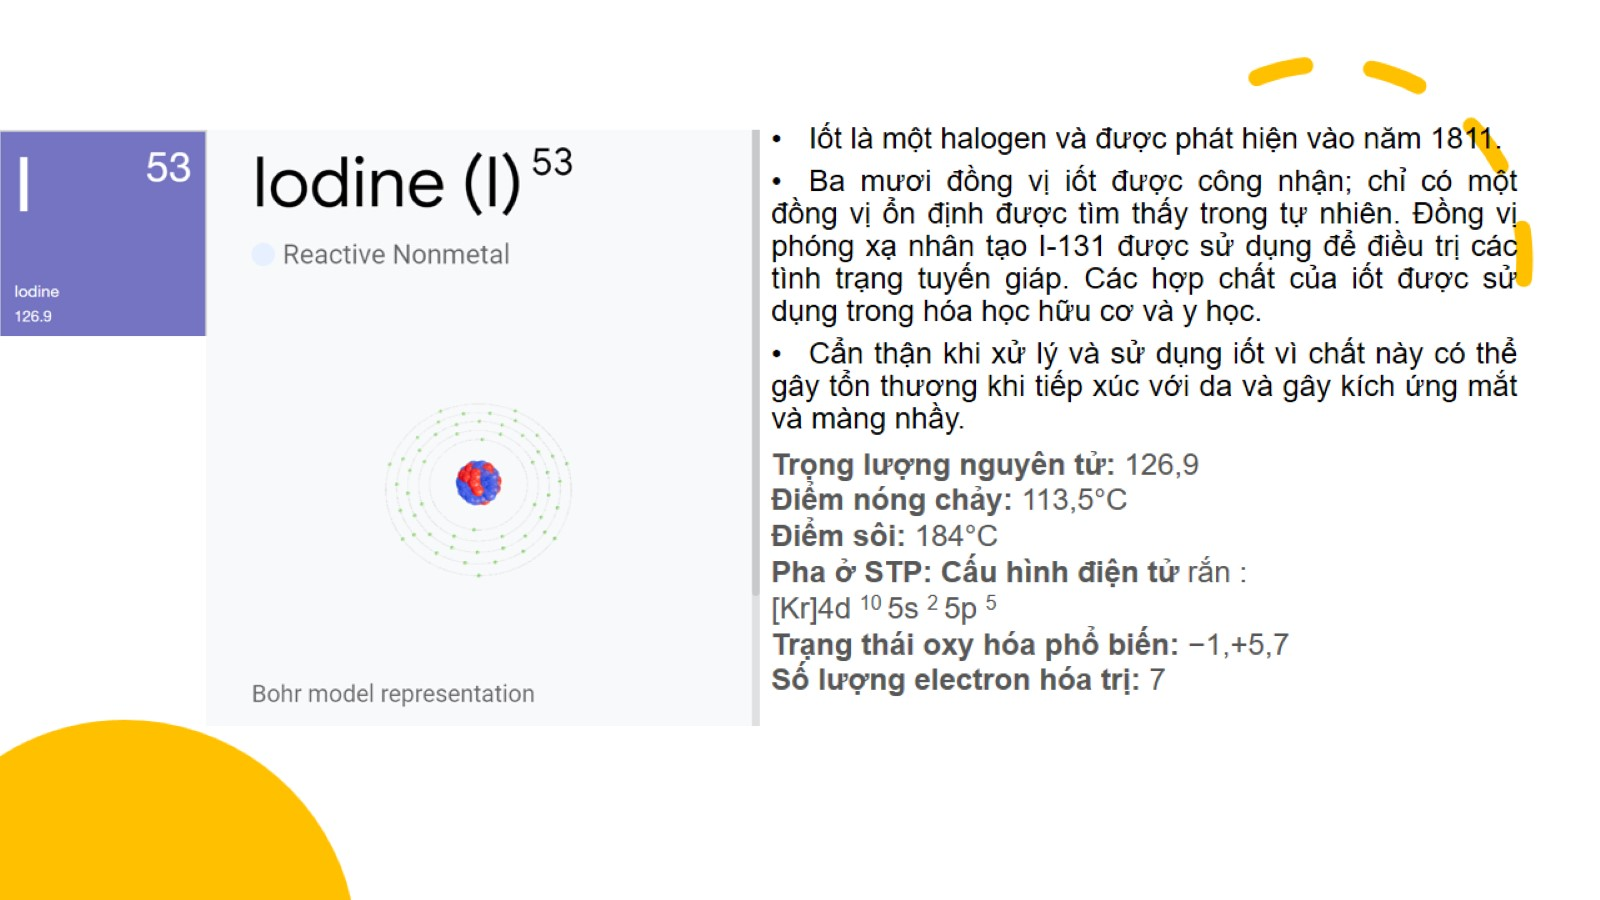 I 53
Iodine
126.9
Iodine (I) 53
Reactive Nonmetal
Bohr model representation
• Iốt là một halogen và được phát hiện vào năm 1811.
• Ba mươi đồng vị iốt được công nhận; chỉ có một
đồng vị ổn định được tìm thấy trong tự nhiên. Đồng vị
phóng xạ nhân tạo I-131 được sử dụng để điều trị các
tình trạng tuyến giáp. Các hợp chất của iốt được sử
dụng trong hóa học hữu cơ và y học.
• Cẩn thận khi xử lý và sử dụng iốt vì chất này có thể
gây tổn thương khi tiếp xúc với da và gây kích ứng mắt
và màng nhầy.
Trọng lượng nguyên tử: 126,9
Điểm nóng chảy: 113,5°C
Điểm sôi: 184°C
Pha ở STP: Cấu hình điện tử rắn :
[Kr]4d 10 5s 2 5p 5
Trạng thái oxy hóa phổ biến: −1,+5,7
Số lượng electron hóa trị: 7